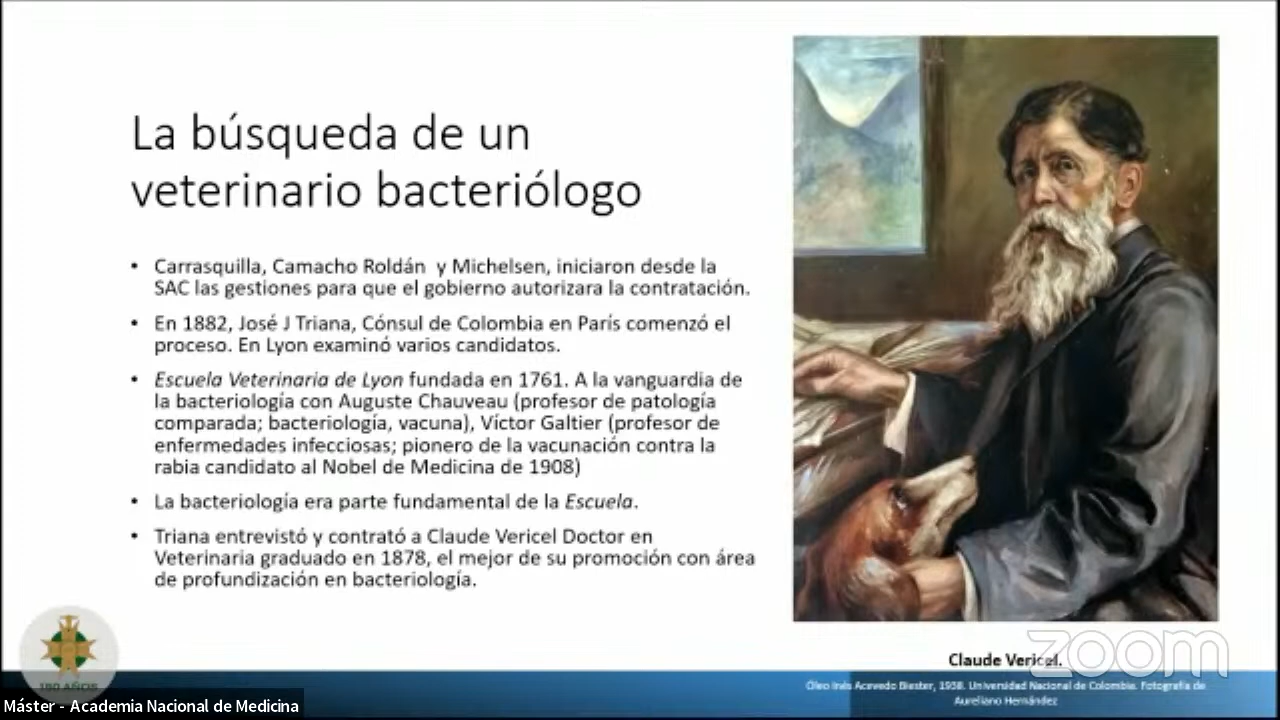 La búsqueda de un
veterinario bacteriólogo
• Carrasquilla, Camacho Roldán y Michelsen, iniciaron desde la
SAC las gestiones para que el gobierno autorizara la contratación.
• En 1882, José J Triana, Cónsul de Colombia en París comenzó el
proceso. En Lyon examinó varios candidatos.
• Escuela Veterinaria de Lyon fundada en 1761. A la vanguardia de
la bacteriología con Auguste Chauveau (profesor de patología
comparada; bacteriología, vacuna), Víctor Galtier (profesor de
enfermedades infecciosas; pionero de la vacunación contra la
rabia candidato al Nobel de Medicina de 1908)
• La bacteriología era parte fundamental de la Escuela.
• Triana entrevistó y contrató a Claude Vericel Doctor en
Veterinaria graduado en 1878, el mejor de su promoción con área
de profundización en bacteriología.
Claude Vericel.
zoom
Óleo Inés Acevedo Biester, 1938. Universidad Nacional de Colombia. Fotografía de
Aureliano Hernández
130 AÑOS
Máster - Academia Nacional de Medicina